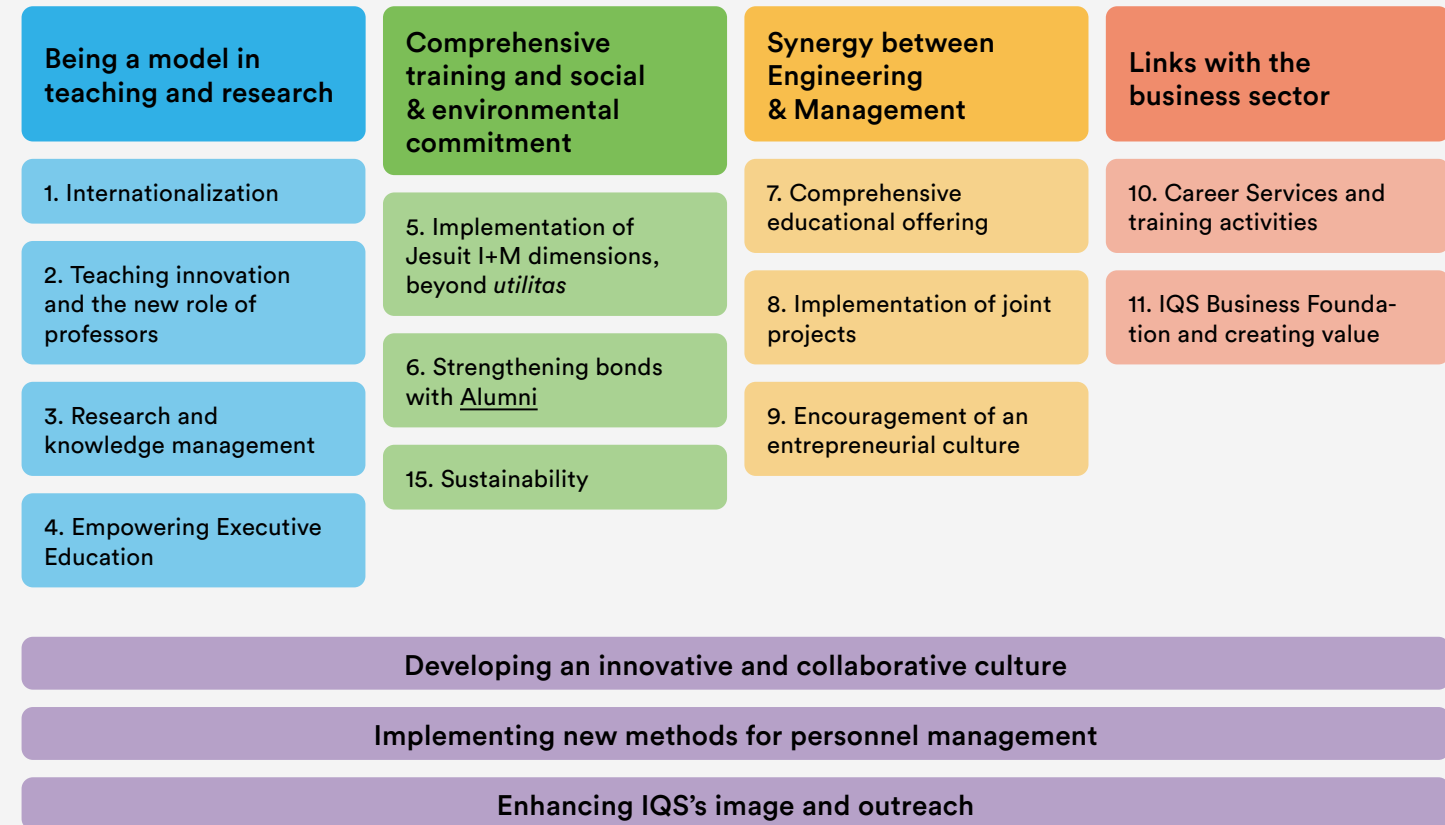 Being a model in
teaching and research
1. Internationalization
2. Teaching innovation
and the new role of
professors
3. Research and
knowledge management
4. Empowering Executive
Education
Comprehensive
training and social
& environmental
commitment
5. Implementation of
Jesuit I+M dimensions,
beyond utilitas
6. Strengthening bonds
with Alumni
15. Sustainability
Synergy between
Engineering
& Management
7. Comprehensive
educational offering
8. Implementation of joint
projects
9. Encouragement of an
entrepreneurial culture
Links with the
business sector
10. Career Services and
training activities
11. IQS Business Founda-
tion and creating value
Developing an innovative and collaborative culture
Implementing new methods for personnel management
Enhancing IQS’s image and outreach